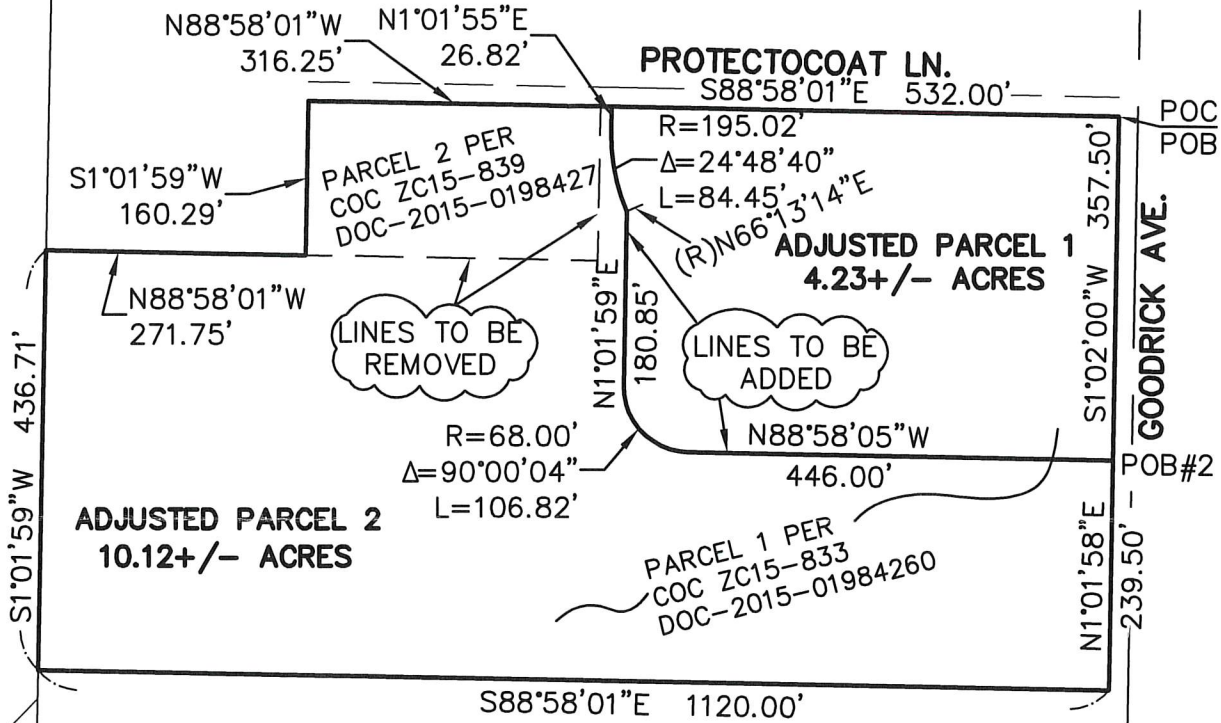 N88°58'01"W
316.25'
N1°01'55"E
26.82'
PROTECTOCOAT LN.
S88°58'01"E 532.00'
POC
POB
R=195.02'
Δ=24°48'40"
L=84.45'
(R)N66°13'14"E
S1°01'59"W
160.29'
PARCEL 2 PER
COC ZC15-839
DOC-2015-0198427
ADJUSTED PARCEL 1
4.23+/- ACRES
S1°02'00"W 357.50'
GOODRICK AVE.
N88°58'01"W
271.75'
LINES TO BE
REMOVED
N1°01'59"E
180.85'
LINES TO BE
ADDED
S1°01'59"W 436.71'
R=68.00'
Δ=90°00'04"
L=106.82'
N88°58'05"W
446.00'
POB#2
ADJUSTED PARCEL 2
10.12+/- ACRES
PARCEL 1 PER
COC ZC15-833
DOC-2015-01984260
N1°01'58"E
239.50'
S88°58'01"E 1120.00'